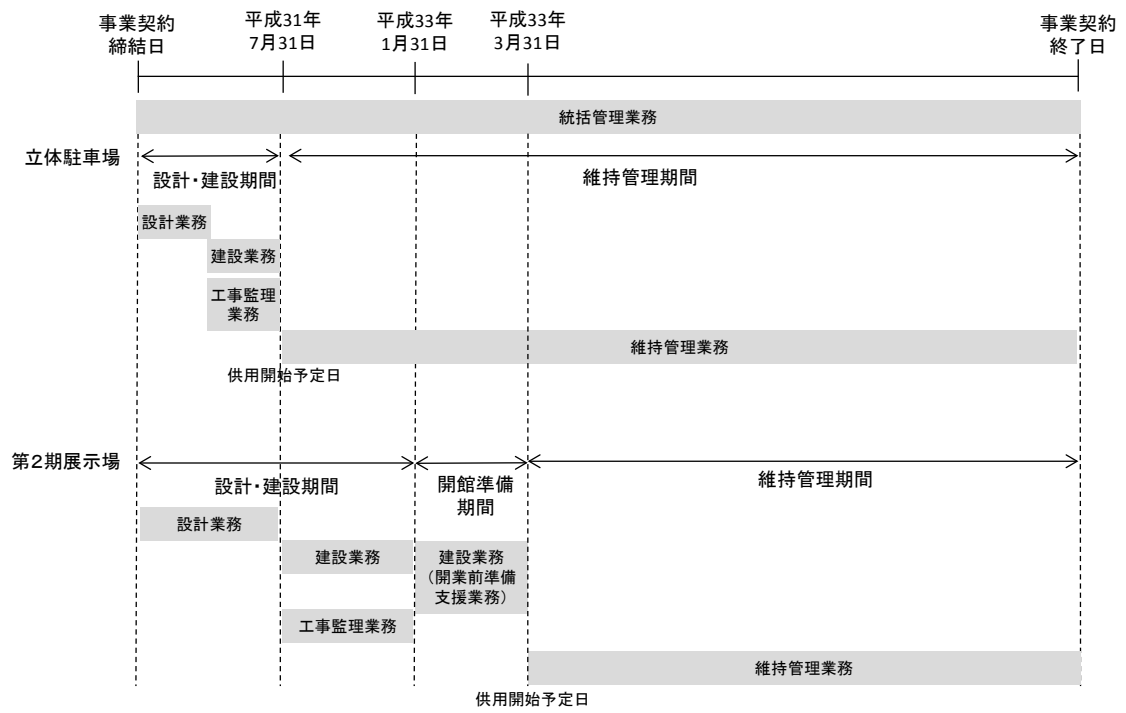 事業契約
締結日
平成31年
7月31日
平成33年
1月31日
平成33年
3月31日
事業契約
終了日
統括管理業務
立体駐車場
設計・建設期間
維持管理期間
設計業務
建設業務
工事監理
業務
維持管理業務
供用開始予定日
第2期展示場
設計・建設期間
開館準備
期間
維持管理期間
設計業務
建設業務
建設業務
（開業前準備
支援業務）
工事監理業務
維持管理業務
供用開始予定日